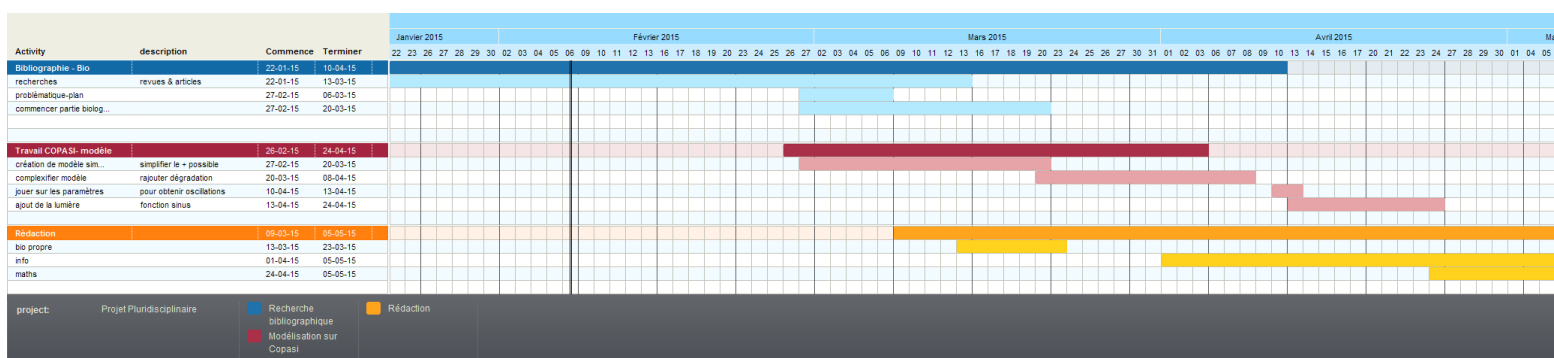 Janvier 2015 Février 2015 Mars 2015 Avril 2015 Ma
Activity description Commence Terminer 22 23 26 27 28 29 30 02 03 04 05 06 09 10 11 12 13 16 17 18 19 20 23 24 25 26 27 02 03 04 05 06 09 10 11 12 13 16 17 18 19 20 23 24 25 26 27 30 31 01 02 03 06 07 08 09 10 13 14 15 16 17 20 21 22 23 24 27 28 29 30 01 04 05
Bibliographie - Bio 22-01-15 10-04-15
recherches revues & articles 22-01-15 13-03-15
problèmatique-plan 27-02-15 06-03-15
commencer partie biolog... 27-02-15 20-03-15
Travail COPASI- modèle 26-02-15 24-04-15
création de modèle sim... simplifier le + possible 27-02-15 20-03-15
complexifier modèle rajouter dégradation 20-03-15 08-04-15
jouer sur les paramètres pour obtenir oscillations 10-04-15 13-04-15
ajout de la lumière fonction sinus 13-04-15 24-04-15
Rédaction 09-03-15 05-05-15
bio propre 13-03-15 23-03-15
info 01-04-15 05-05-15
maths 24-04-15 05-05-15
project: Projet Pluridisciplinaire Recherche Rédaction
bibliographique
Modélisation sur
Copasi